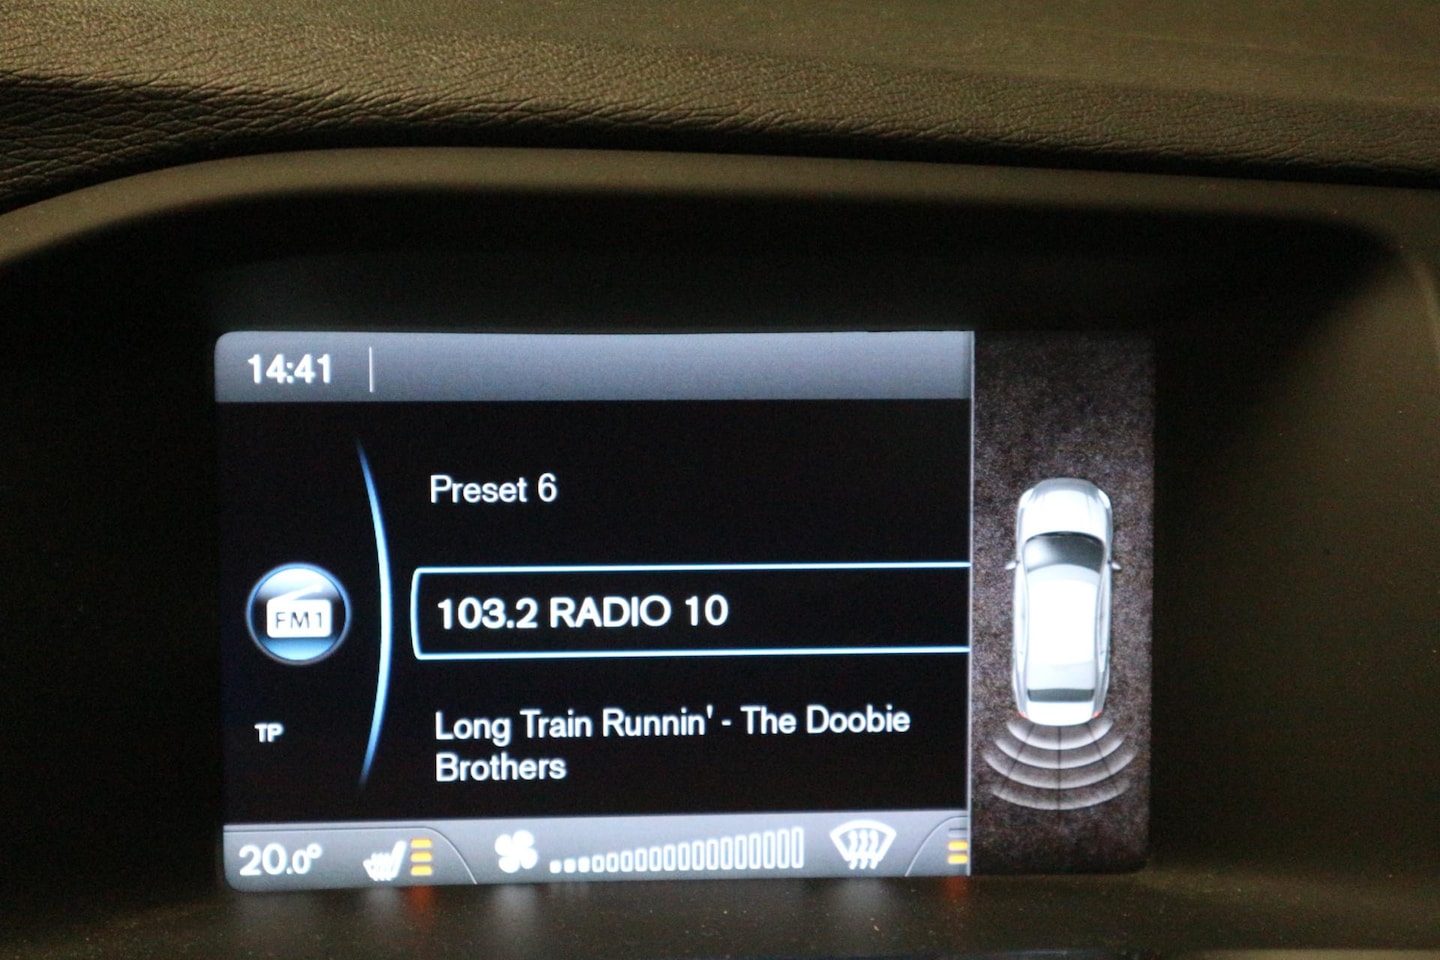 14:41
Preset 6
FM1
103.2 RADIO 10
TP
Long Train Runnin' - The Doobie
Brothers
20.0°